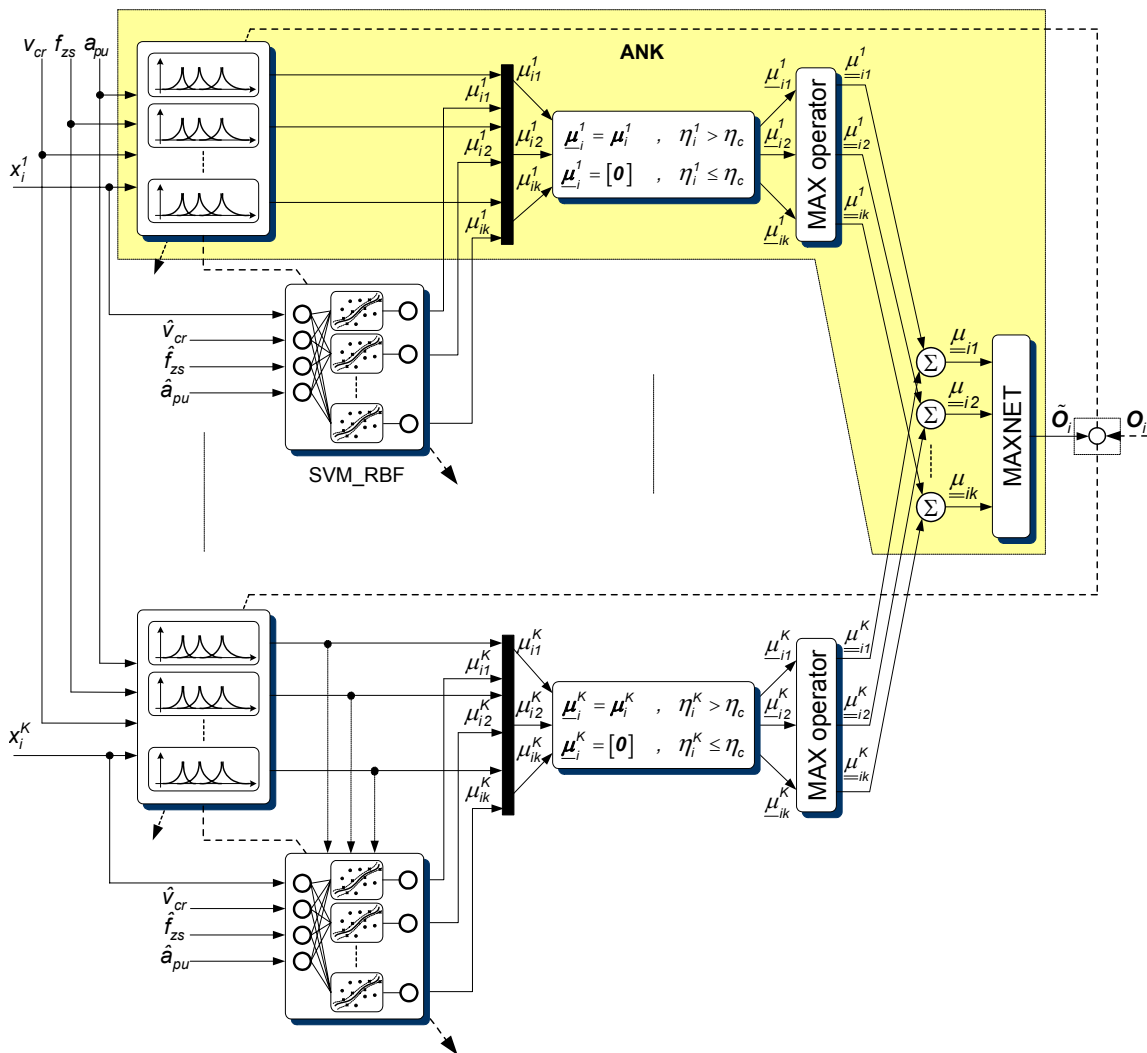 ANK
v_cr f_zs a_pu
x_i^1
μ_i1^1
μ_i1^1
μ_i2^1
μ_i2^1
μ_ik^1
μ_ik^1
μ_i^1 = μ_i^1 , η_i^1 > η_c
μ_i^1 = [0] , η_i^1 ≤ η_c
μ_i1^1
μ_i2^1
μ_ik^1
MAX operator
μ_i1^1
μ_i2^1
μ_ik^1
v̂_cr
f̂_zs
â_pu
SVM_RBF
Σ
Σ
Σ
μ_i1
μ_i2
μ_ik
MAXNET
Õ_i
O_i
x_i^K
μ_i1^K
μ_i1^K
μ_i2^K
μ_i2^K
μ_ik^K
μ_ik^K
μ_i^K = μ_i^K , η_i^K > η_c
μ_i^K = [0] , η_i^K ≤ η_c
μ_i1^K
μ_i2^K
μ_ik^K
MAX operator
μ_i1^K
μ_i2^K
μ_ik^K
v̂_cr
f̂_zs
â_pu